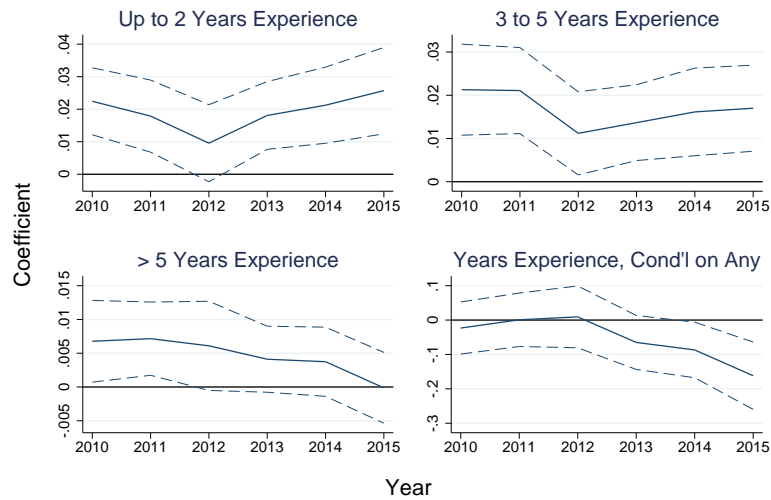 Up to 2 Years Experience
.04
.03
.02
.01
0
2010 2011 2012 2013 2014 2015
3 to 5 Years Experience
.03
.02
.01
0
2010 2011 2012 2013 2014 2015
> 5 Years Experience
.015
.01
.005
0
-.005
2010 2011 2012 2013 2014 2015
Years Experience, Cond'l on Any
.1
0
-.1
-.2
-.3
2010 2011 2012 2013 2014 2015
Coefficient
Year